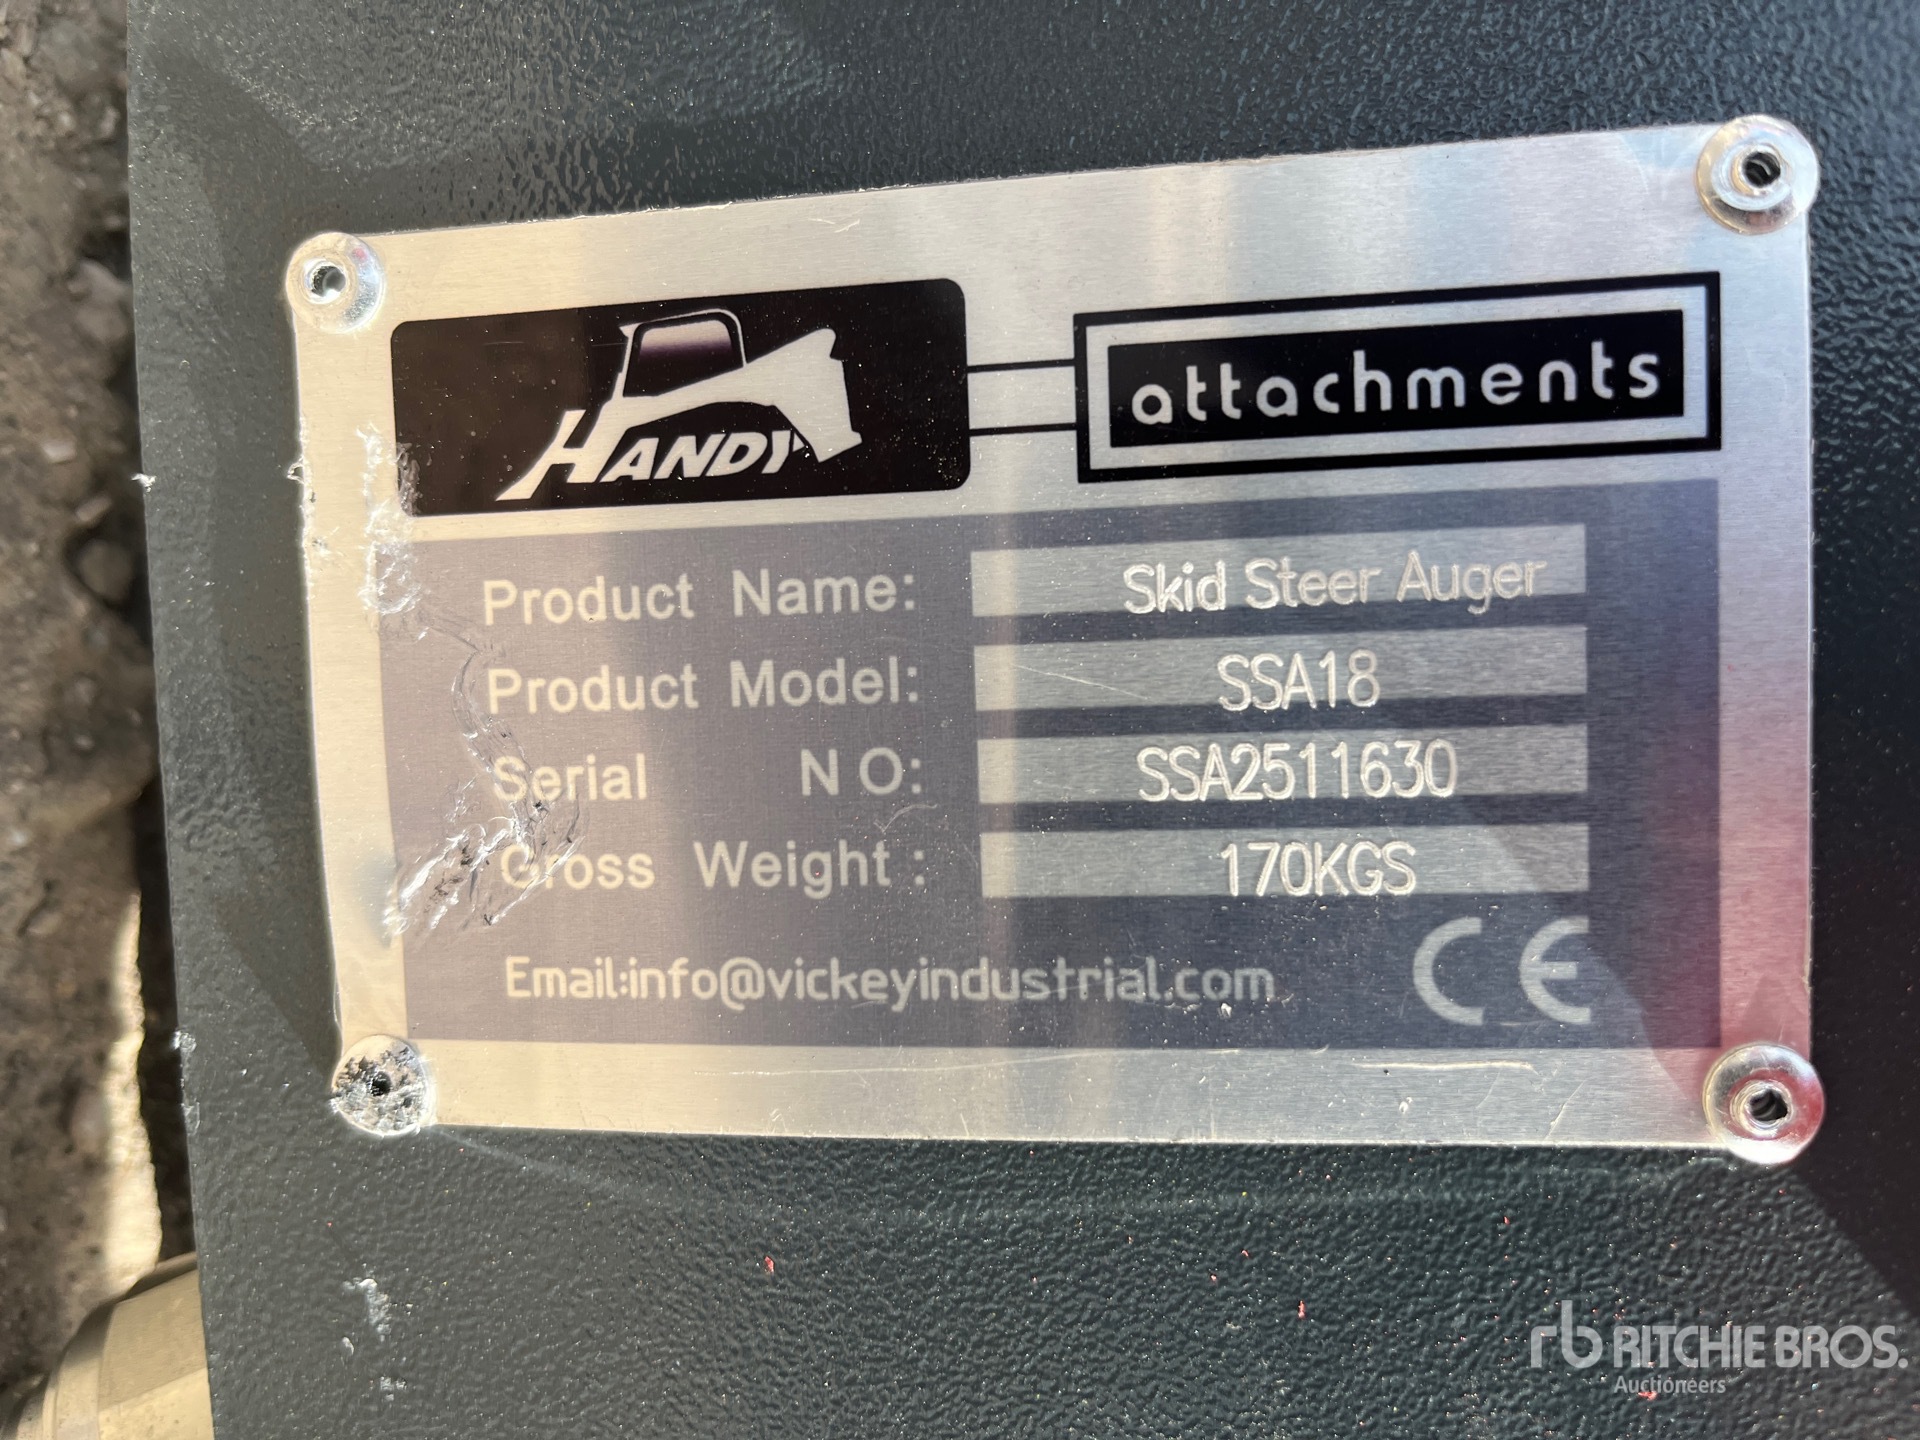 HANDY attachments
Product Name: Skid Steer Auger
Product Model: SSA18
Serial NO: SSA2511630
Gross Weight: 170KGS
Email:info@vickeyindustrial.com CE
rb RITCHIE BROS.
Auctioneers